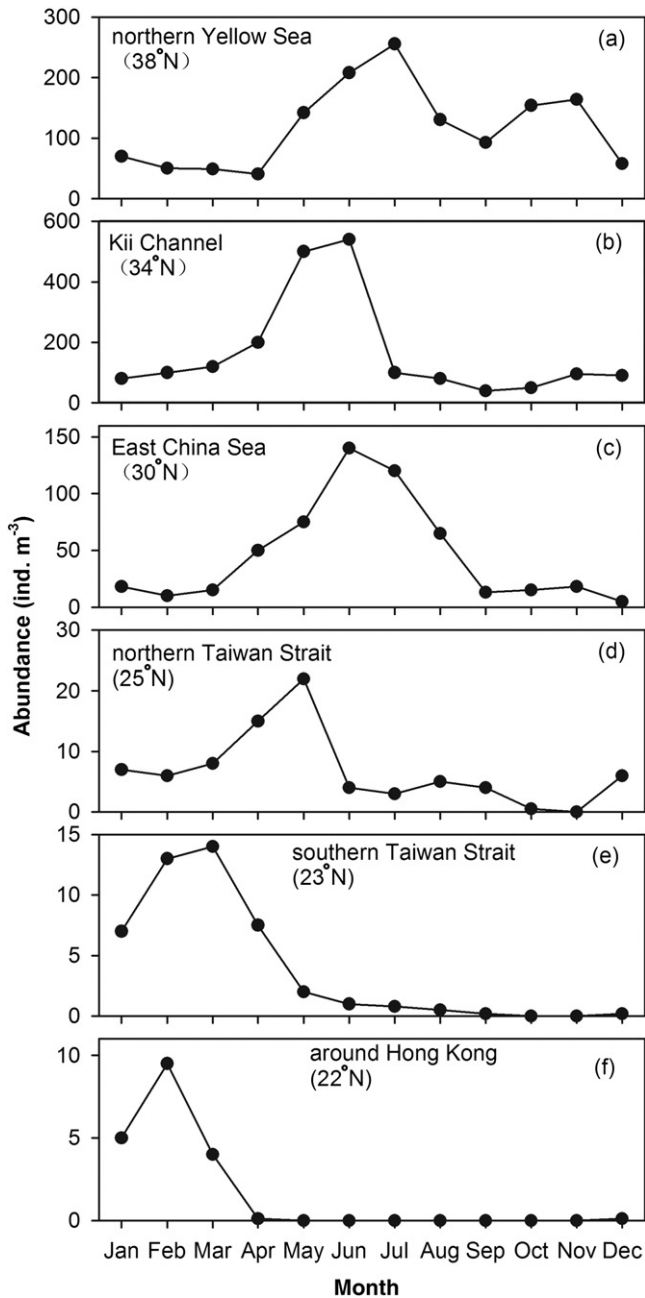 Abundance (ind. m-3)
300
200
100
0
northern Yellow Sea
(38°N)
(a)
600
400
200
0
Kii Channel
(34°N)
(b)
150
100
50
0
East China Sea
(30°N)
(c)
30
20
10
0
northern Taiwan Strait
(25°N)
(d)
15
10
5
0
southern Taiwan Strait
(23°N)
(e)
10
5
0
around Hong Kong
(22°N)
(f)
Jan Feb Mar Apr May Jun Jul Aug Sep Oct Nov Dec
Month